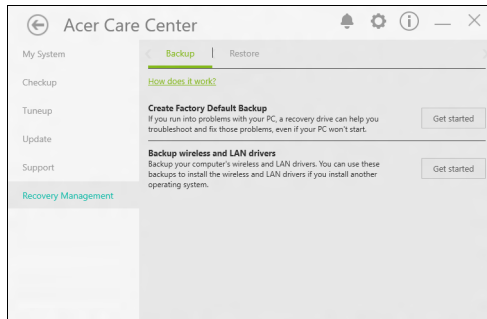 Acer Care Center
My System
Checkup
Tuneup
Update
Support
Recovery Management
Backup
Restore
How does it work?
Create Factory Default Backup
If you run into problems with your PC, a recovery drive can help you
troubleshoot and fix those problems, even if your PC won't start.
Get started
Backup wireless and LAN drivers
Backup your computer's wireless and LAN drivers. You can use these
backups to install the wireless and LAN drivers if you install another
operating system.
Get started